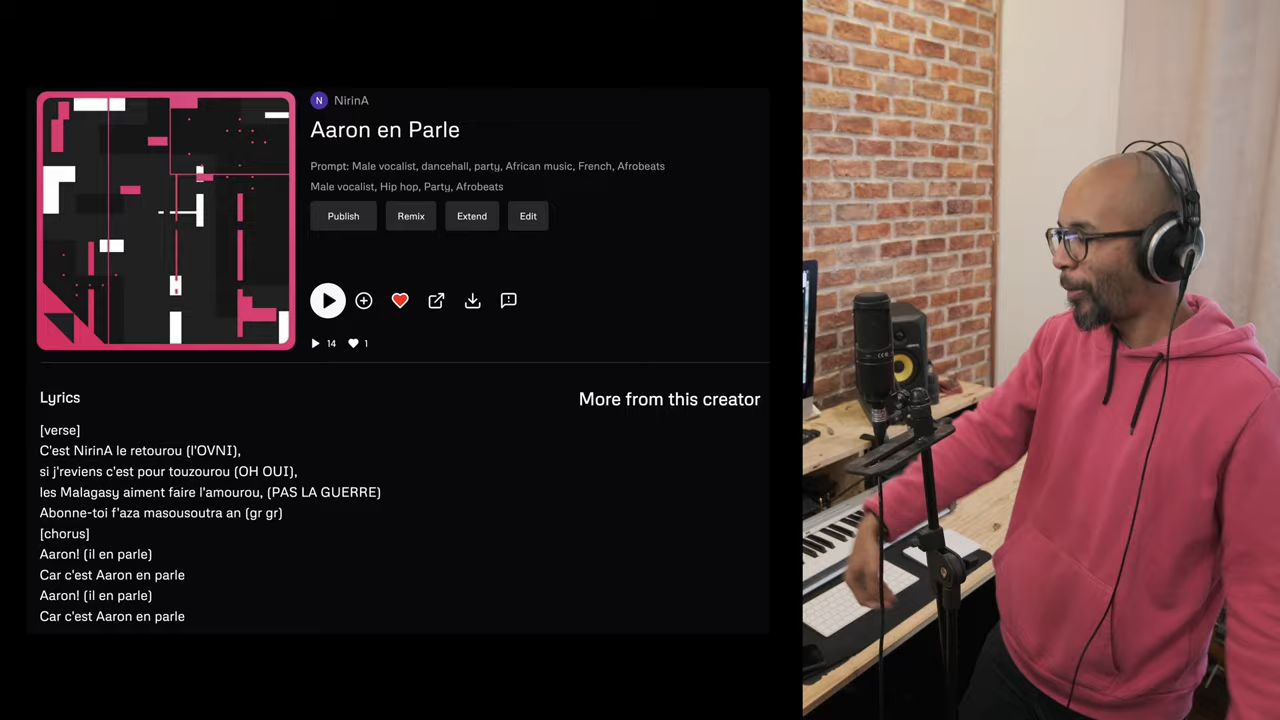 N NirinA
Aaron en Parle
Prompt: Male vocalist, dancehall, party, African music, French, Afrobeats
Male vocalist, Hip hop, Party, Afrobeats
Publish Remix Extend Edit
14 1
Lyrics
More from this creator
[verse]
C'est NirinA le retourou (l'OVNI),
si j'reviens c'est pour touzourou (OH OUI),
les Malagasy aiment faire l'amourou, (PAS LA GUERRE)
Abonne-toi f'aza masousoutra an (gr gr)
[chorus]
Aaron! (il en parle)
Car c'est Aaron en parle
Aaron! (il en parle)
Car c'est Aaron en parle